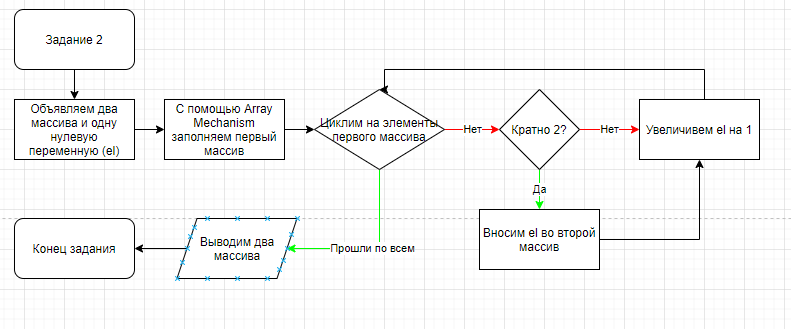 Задание 2
Объявляем два
массива и одну
нулевую
переменную (el)
С помощью Array
Mechanism
заполняем первый
массив
Циклим на элементы
первого массива
Нет
Кратно 2?
Нет
Увеличивем el на 1
Да
Вносим el во второй
массив
Прошли по всем
Выводим два
массива
Конец задания